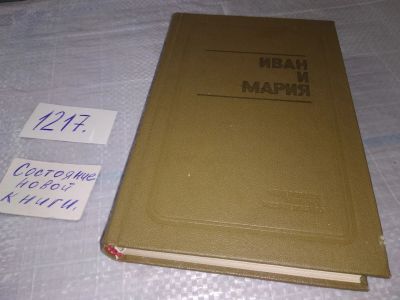 ИВАН
И
МАРИЯ
1217.
Состояние
новой
книги.